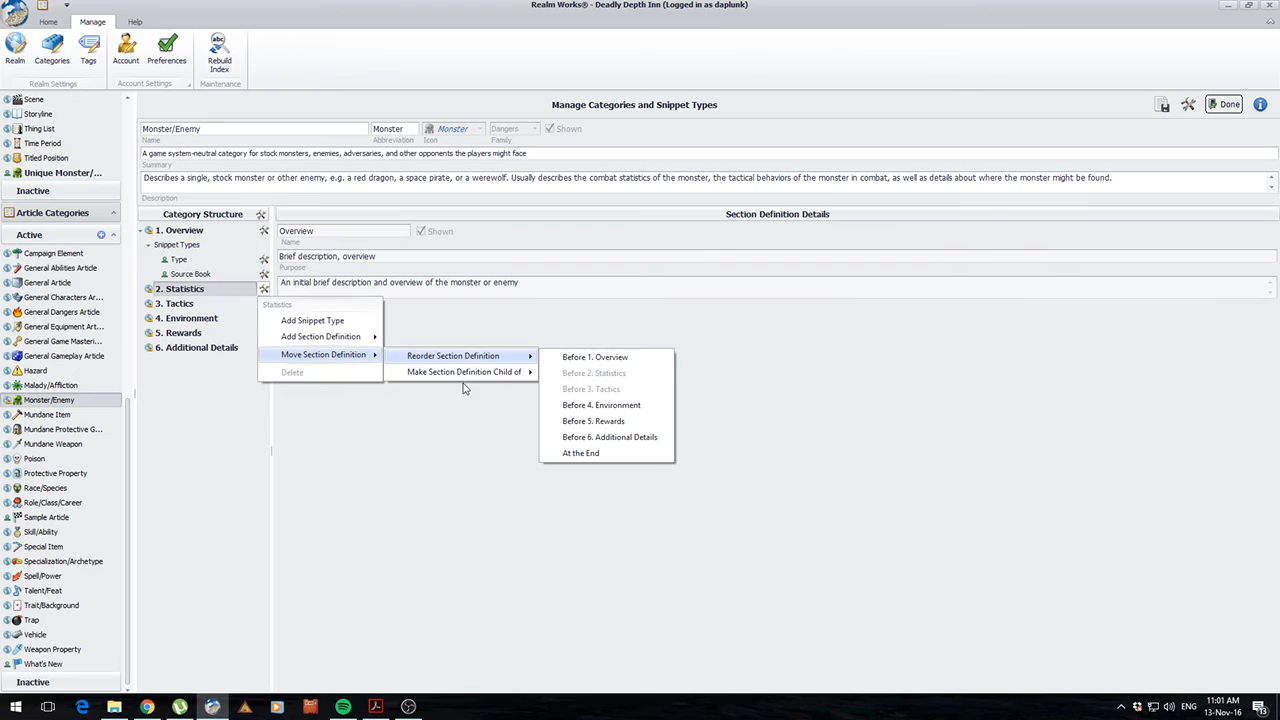 Realm Works® - Deadly Depth Inn (Logged in as daplunk)
Home
Manage
Help
Realm
Categories
Tags
Account
Preferences
abc
Rebuild Index
Realm Settings
Account Settings
Maintenance
Scene
Storyline
Thing List
Time Period
Titled Position
Unique Monster/...
Inactive
Article Categories
Active
Campaign Element
General Abilities Article
General Article
General Characters Ar...
General Dangers Article
General Equipment Art...
General Game Masteri...
General Gameplay Article
Hazard
Malady/Affliction
Monster/Enemy
Mundane Item
Mundane Protective G...
Mundane Weapon
Poison
Protective Property
Race/Species
Role/Class/Career
Sample Article
Skill/Ability
Special Item
Specialization/Archetype
Spell/Power
Talent/Feat
Trait/Background
Trap
Vehicle
Weapon Property
What's New
Inactive
Manage Categories and Snippet Types
Done
Monster/Enemy
Monster
Monster
Dangers
Shown
Name
Abbreviation
Icon
Family
A game system-neutral category for stock monsters, enemies, adversaries, and other opponents the players might face
Summary
Describes a single, stock monster or other enemy, e.g. a red dragon, a space pirate, or a werewolf. Usually describes the combat statistics of the monster, the tactical behaviors of the monster in combat, as well as details about where the monster might be found.
Description
Category Structure
1. Overview
Snippet Types
Type
Source Book
2. Statistics
3. Tactics
4. Environment
5. Rewards
6. Additional Details
Section Definition Details
Overview
Shown
Name
Brief description, overview
Purpose
An initial brief description and overview of the monster or enemy
Statistics
Add Snippet Type
Add Section Definition
Move Section Definition
Delete
Reorder Section Definition
Make Section Definition Child of
Before 1. Overview
Before 2. Statistics
Before 3. Tactics
Before 4. Environment
Before 5. Rewards
Before 6. Additional Details
At the End
11:01 AM
13-Nov-16